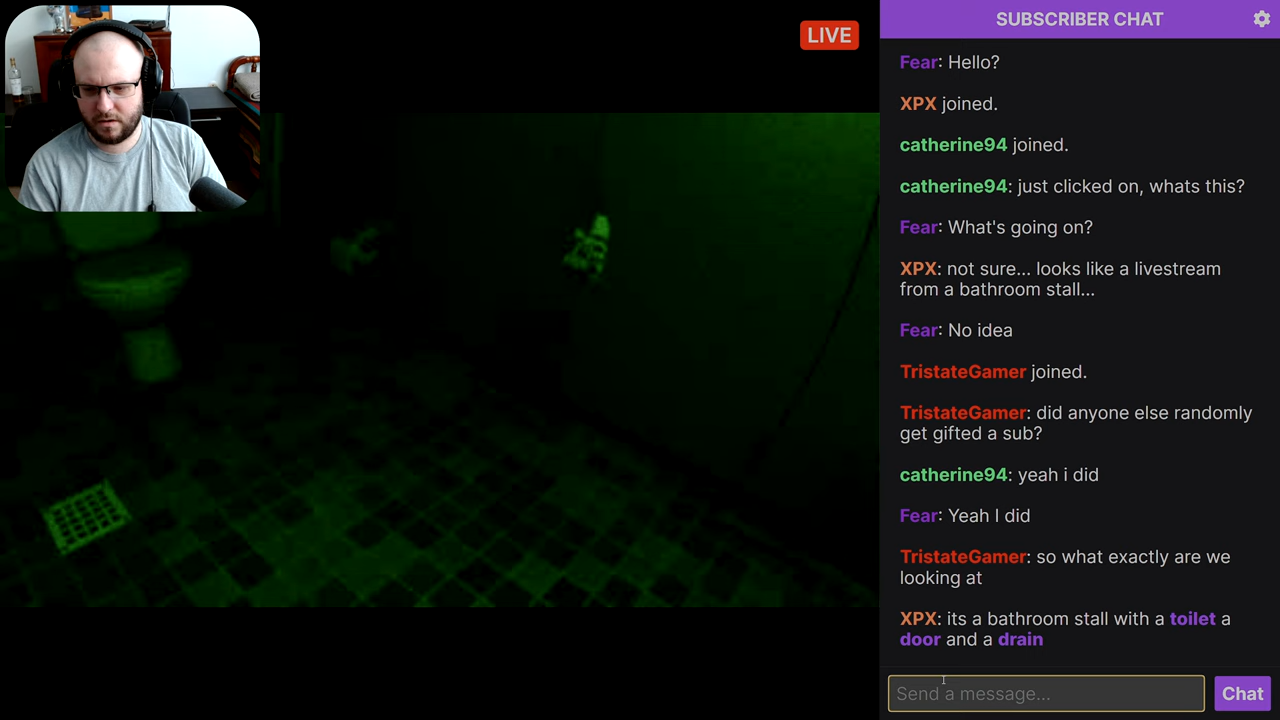 LIVE
SUBSCRIBER CHAT
Fear: Hello?
XPX joined.
catherine94 joined.
catherine94: just clicked on, whats this?
Fear: What's going on?
XPX: not sure... looks like a livestream
from a bathroom stall...
Fear: No idea
TristateGamer joined.
TristateGamer: did anyone else randomly
get gifted a sub?
catherine94: yeah i did
Fear: Yeah I did
TristateGamer: so what exactly are we
looking at
XPX: its a bathroom stall with a toilet a
door and a drain
Send a message...
Chat